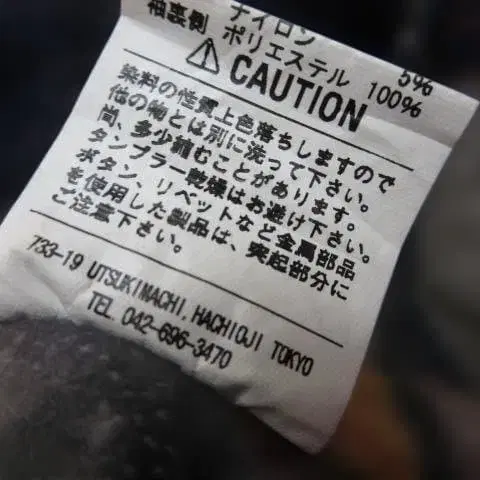 ナイロン 5%
袖裏側 ポリエステル 100%
⚠ CAUTION
染料の性質上色落ちしますので
他の物とは別に洗って下さい。
尚、多少縮むことがあります。
タンブラー乾燥はお避け下さい。
ボタン、リベットなど金属部品
を使用した製品は、突起部分に
ご注意下さい。
733-19 UTSUKIMACHI, HACHIOJI TOKYO
TEL 042-696-3470